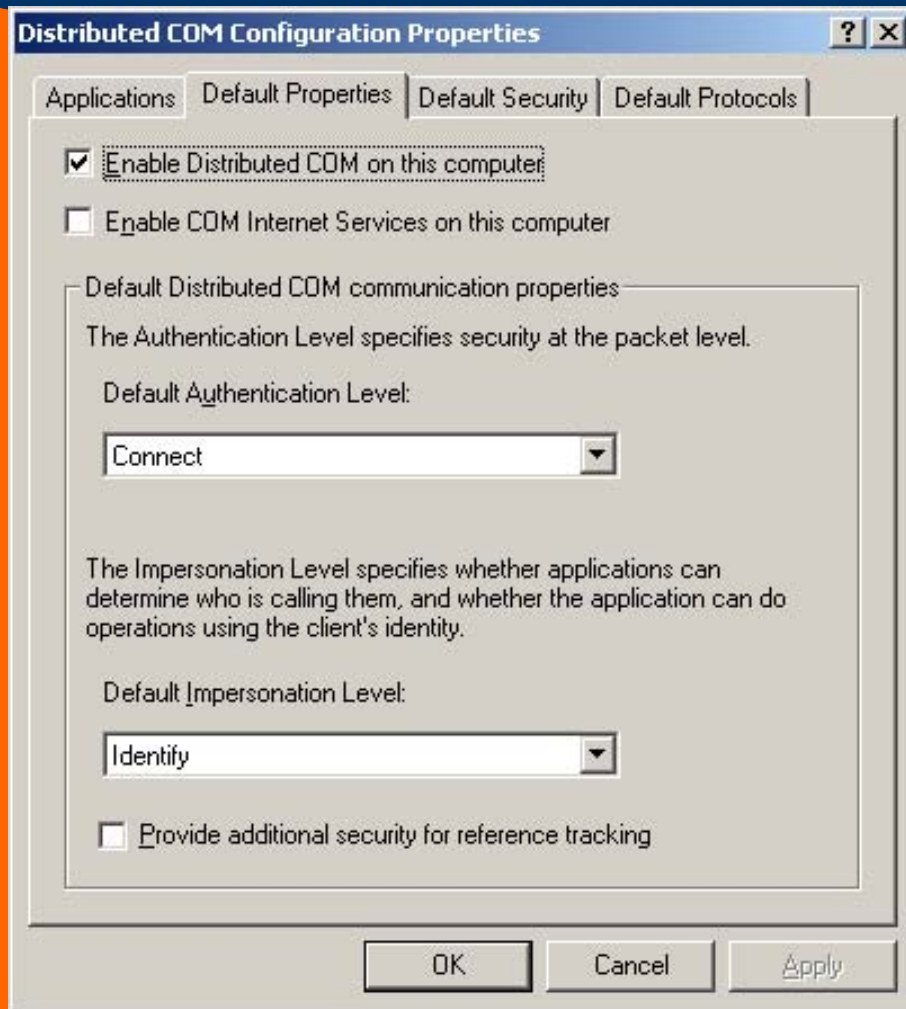 Distributed COM Configuration Properties
Applications
Default Properties
Default Security
Default Protocols
Enable Distributed COM on this computer
Enable COM Internet Services on this computer
Default Distributed COM communication properties
The Authentication Level specifies security at the packet level.
Default Authentication Level:
Connect
The Impersonation Level specifies whether applications can
determine who is calling them, and whether the application can do
operations using the client's identity.
Default Impersonation Level:
Identify
Provide additional security for reference tracking
OK
Cancel
Apply